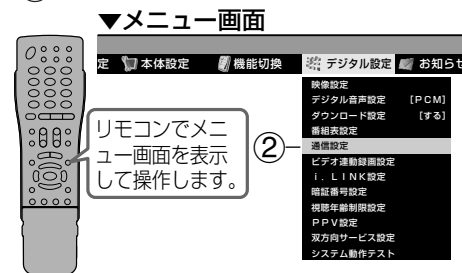 ▼メニュー画面
定 本体設定 機能切換 デジタル設定 お知らせ
映像設定
デジタル音声設定 [PCM]
ダウンロード設定 [する]
番組表設定
通信設定
ビデオ連動録画設定
i．LINK設定
暗証番号設定
視聴年齢制限設定
PPV設定
双方向サービス設定
システム動作テスト
②
リモコンでメニ
ュー画面を表示
して操作します。